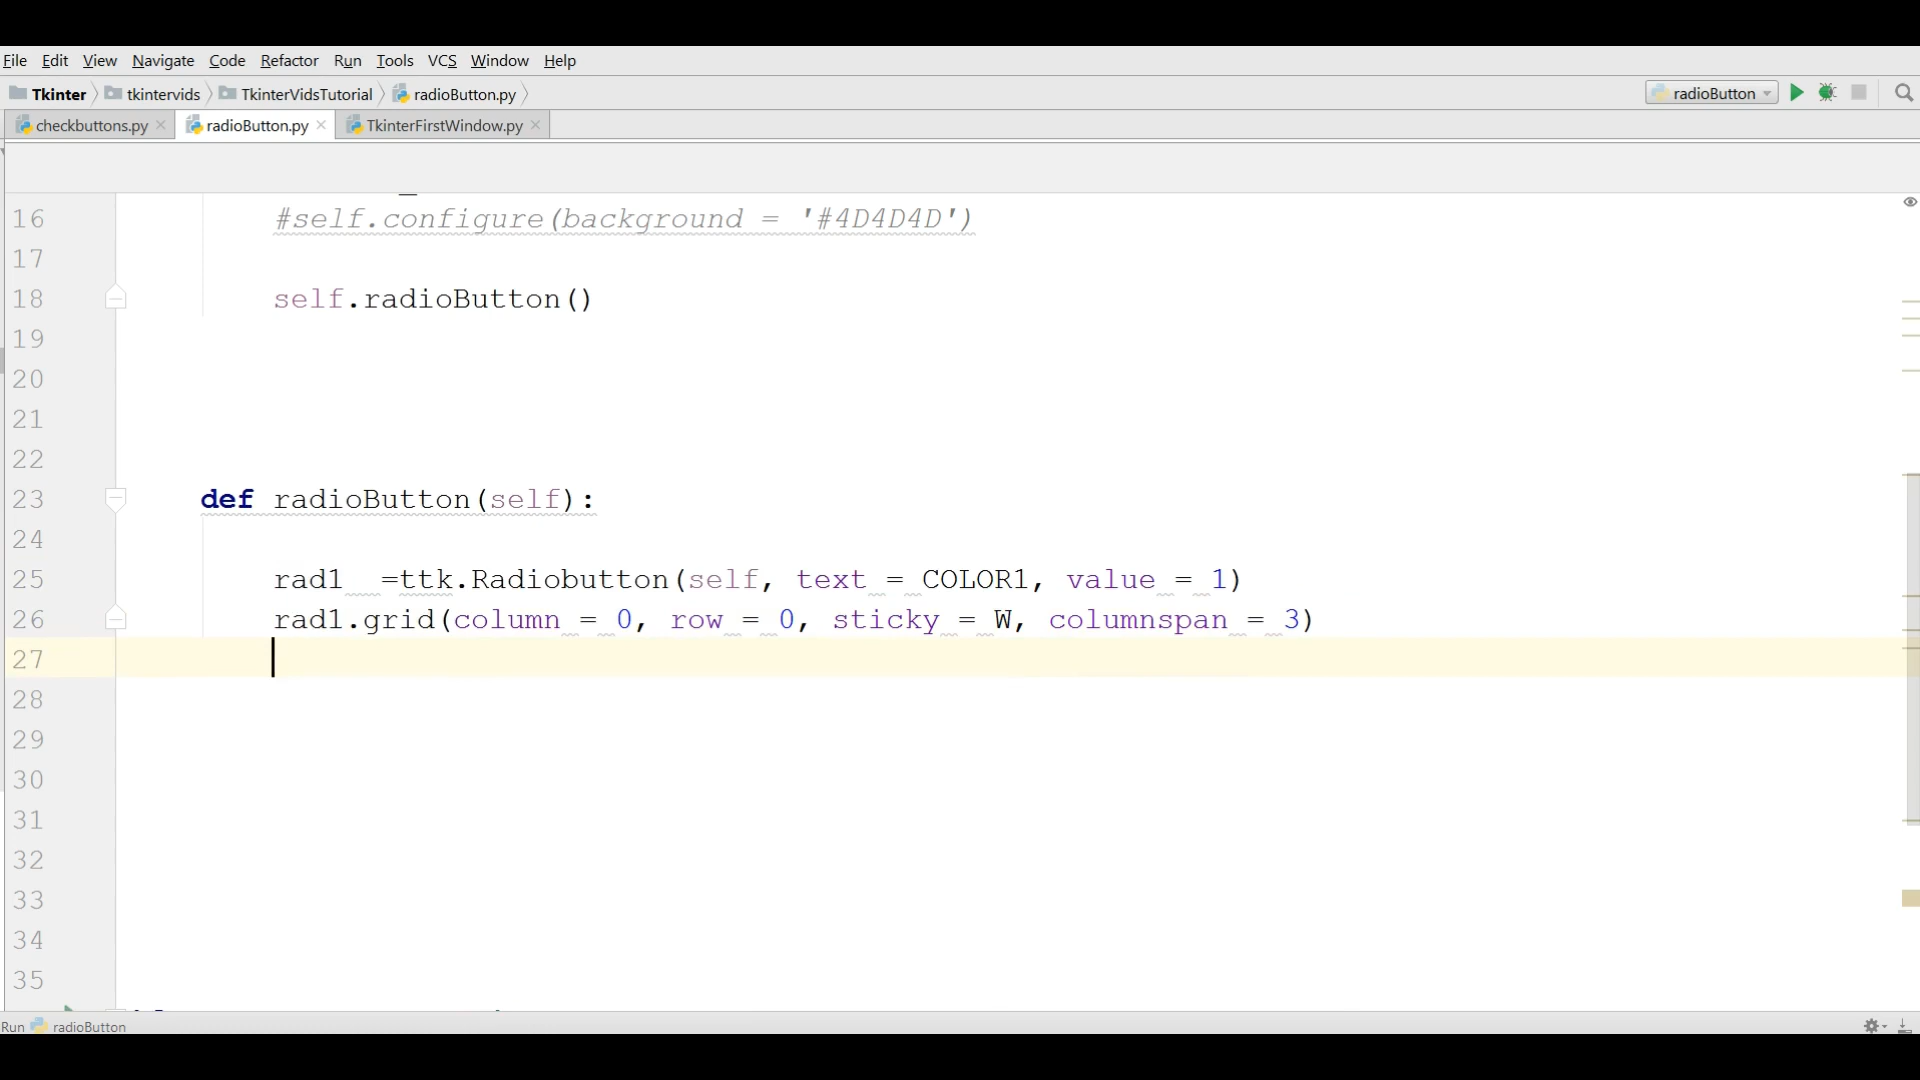 File Edit View Navigate Code Refactor Run Tools VCS Window Help
Tkinter tkintervids TkinterVidsTutorial radioButton.py radioButton
checkbuttons.py radioButton.py TkinterFirstWindow.py
16 #self.configure(background = '#4D4D4D')
17
18 self.radioButton()
19
20
21
22
23 def radioButton(self):
24
25 rad1  =ttk.Radiobutton(self, text = COLOR1, value = 1)
26 rad1.grid(column = 0, row = 0, sticky = W, columnspan = 3)
27
28
29
30
31
32
33
34
35
Run radioButton